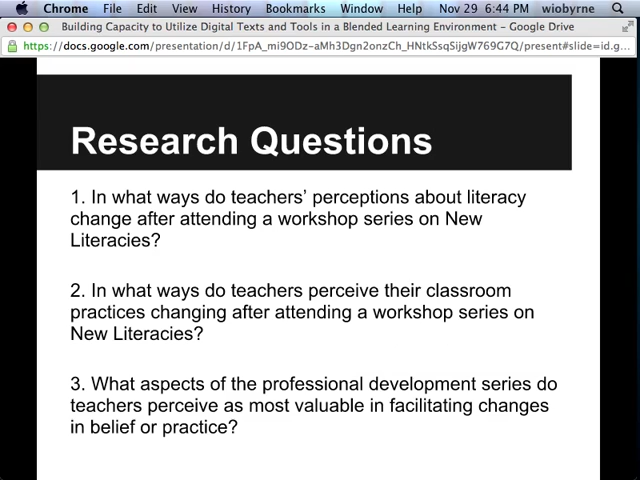 Chrome File Edit View History Bookmarks Window Help Nov 29 6:44 PM wiobyrne
Building Capacity to Utilize Digital Texts and Tools in a Blended Learning Environment – Google Drive
https://docs.google.com/presentation/d/1FpA_mi9ODz-aMh3Dgn2onzCh_HNtkSsqSijgW769G7Q/present#slide=id.g...
Research Questions
1. In what ways do teachers’ perceptions about literacy
change after attending a workshop series on New
Literacies?
2. In what ways do teachers perceive their classroom
practices changing after attending a workshop series on
New Literacies?
3. What aspects of the professional development series do
teachers perceive as most valuable in facilitating changes
in belief or practice?